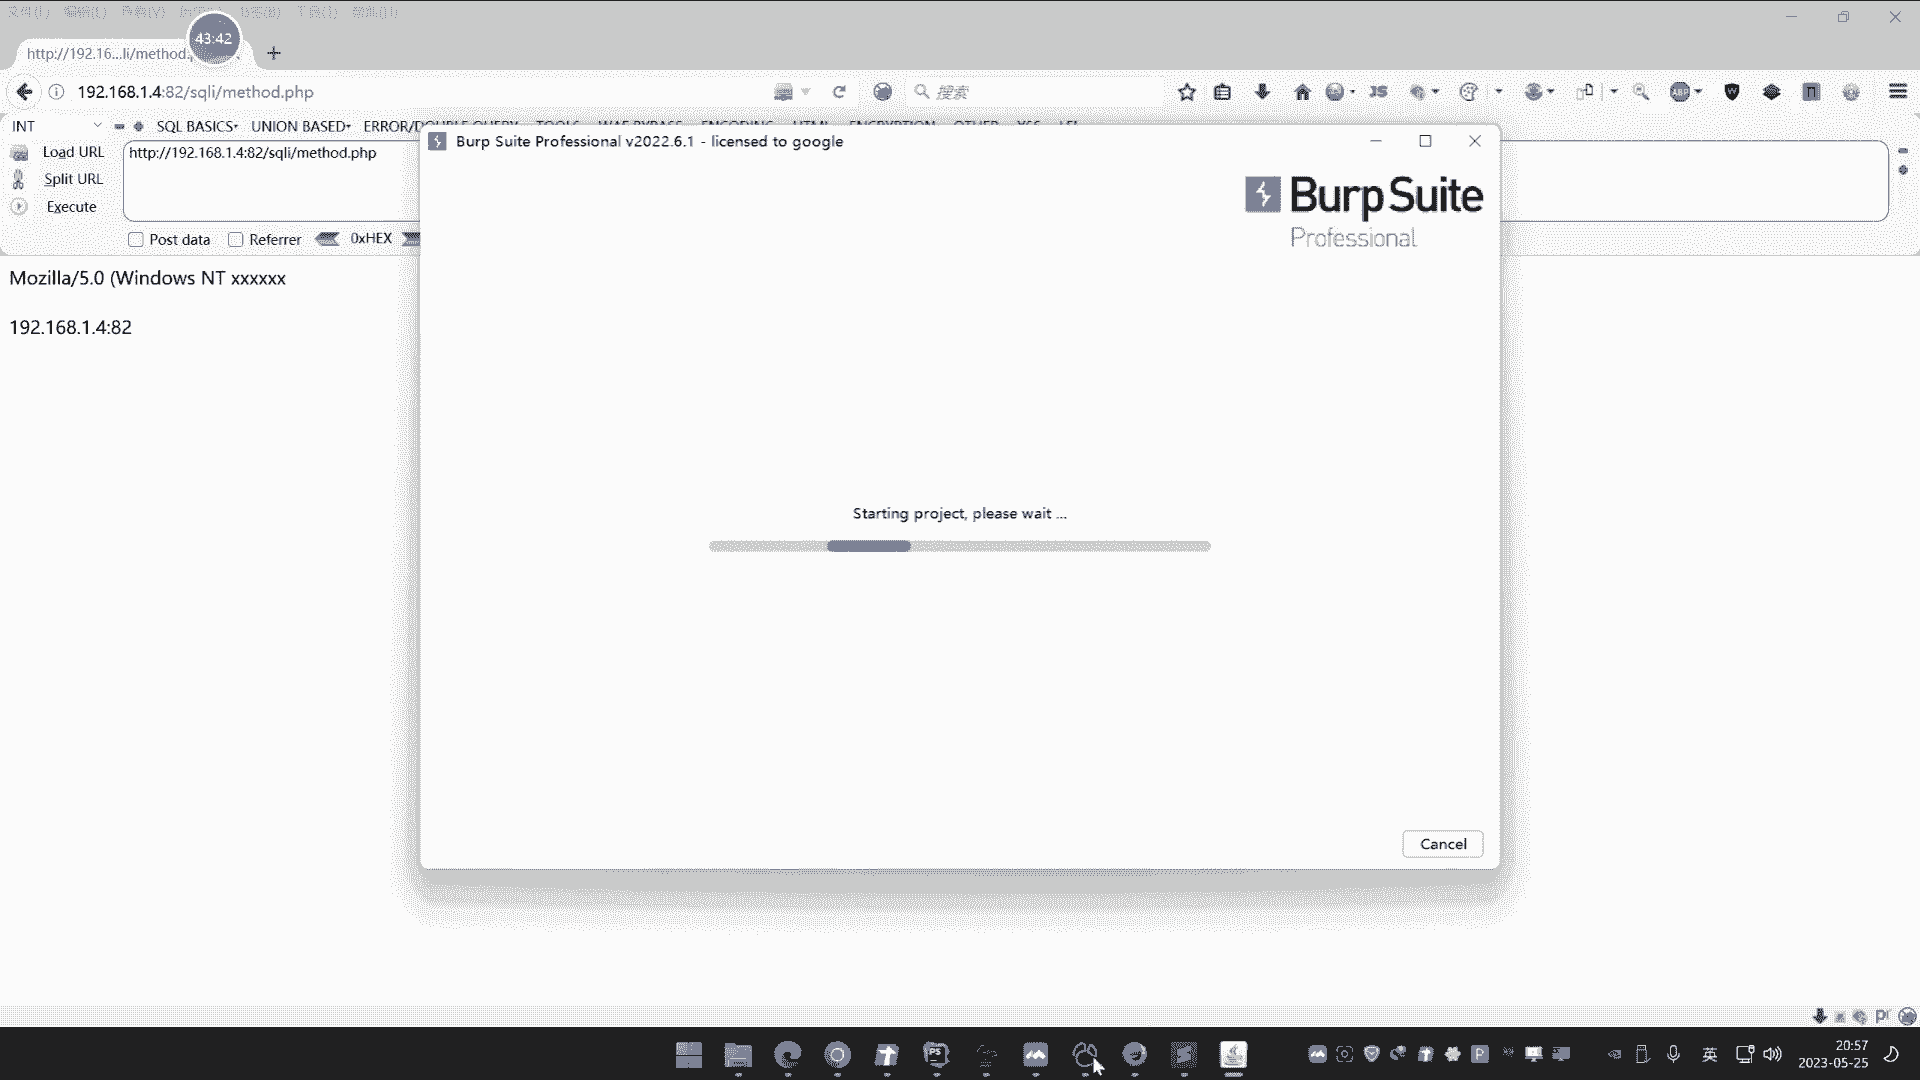 43:42
http://192.16...li/method.
192.168.1.4:82/sqli/method.php
搜索
INT
SQL BASICS
UNION BASED
Load URL
http://192.168.1.4:82/sqli/method.php
Split URL
Execute
Post data
Referrer
0xHEX
Mozilla/5.0 (Windows NT xxxxxx
192.168.1.4:82
Burp Suite Professional v2022.6.1 - licensed to google
Burp Suite
Professional
Starting project, please wait ...
Cancel
英
20:57
2023-05-25